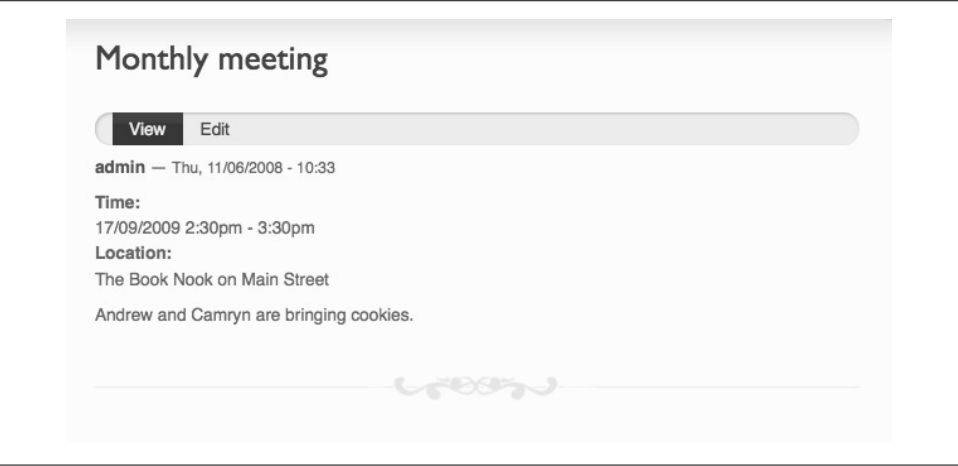 Monthly meeting
View Edit
admin — Thu, 11/06/2008 - 10:33
Time:
17/09/2009 2:30pm - 3:30pm
Location:
The Book Nook on Main Street
Andrew and Camryn are bringing cookies.